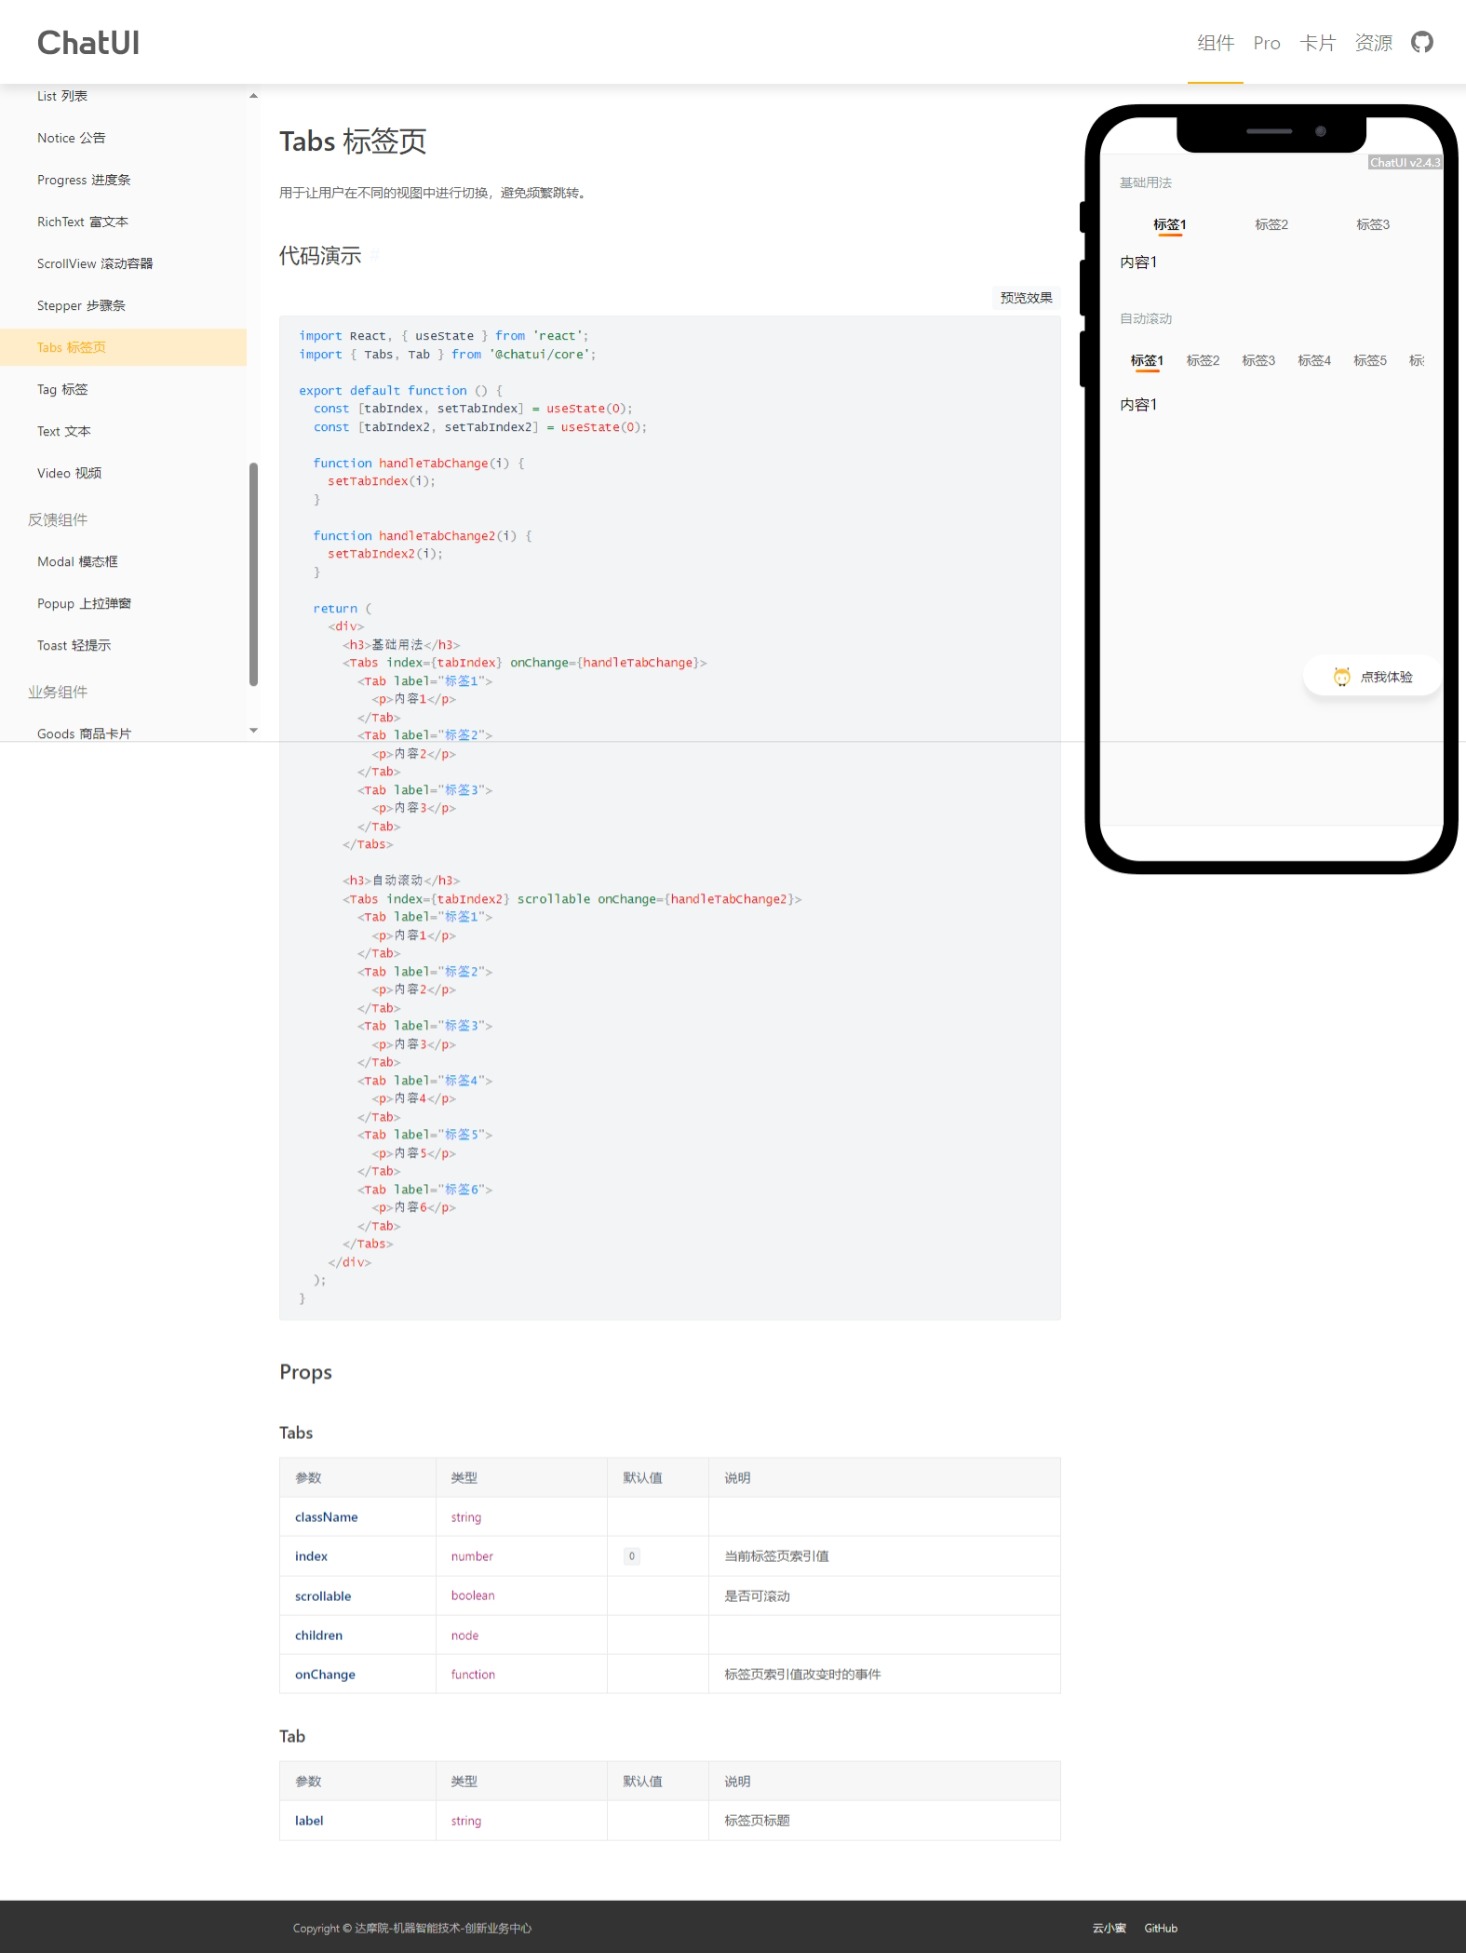 ChatUI
组件 Pro 卡片 资源
List 列表
Notice 公告
Progress 进度条
RichText 富文本
ScrollView 滚动容器
Stepper 步骤条
Tabs 标签页
Tag 标签
Text 文本
Video 视频
反馈组件
Modal 模态框
Popup 上拉弹窗
Toast 轻提示
业务组件
Goods 商品卡片
Tabs 标签页
用于让用户在不同的视图中进行切换，避免频繁跳转。
代码演示 #
预览效果
import React, { useState } from 'react';
import { Tabs, Tab } from '@chatui/core';
export default function () {
const [tabIndex, setTabIndex] = useState(0);
const [tabIndex2, setTabIndex2] = useState(0);
function handleTabChange(i) {
setTabIndex(i);
}
function handleTabChange2(i) {
setTabIndex2(i);
}
return (
<div>
<h3>基础用法</h3>
<Tabs index={tabIndex} onChange={handleTabChange}>
<Tab label="标签1">
<p>内容1</p>
</Tab>
<Tab label="标签2">
<p>内容2</p>
</Tab>
<Tab label="标签3">
<p>内容3</p>
</Tab>
</Tabs>
<h3>自动滚动</h3>
<Tabs index={tabIndex2} scrollable onChange={handleTabChange2}>
<Tab label="标签1">
<p>内容1</p>
</Tab>
<Tab label="标签2">
<p>内容2</p>
</Tab>
<Tab label="标签3">
<p>内容3</p>
</Tab>
<Tab label="标签4">
<p>内容4</p>
</Tab>
<Tab label="标签5">
<p>内容5</p>
</Tab>
<Tab label="标签6">
<p>内容6</p>
</Tab>
</Tabs>
</div>
);
}
Props
Tabs
参数 类型 默认值 说明
className string
index number 0 当前标签页索引值
scrollable boolean 是否可滚动
children node
onChange function 标签页索引值改变时的事件
Tab
参数 类型 默认值 说明
label string 标签页标题
ChatUI v2.4.3
基础用法
标签1 标签2 标签3
内容1
自动滚动
标签1 标签2 标签3 标签4 标签5 标
内容1
点我体验
Copyright © 达摩院-机器智能技术-创新业务中心
云小蜜 GitHub